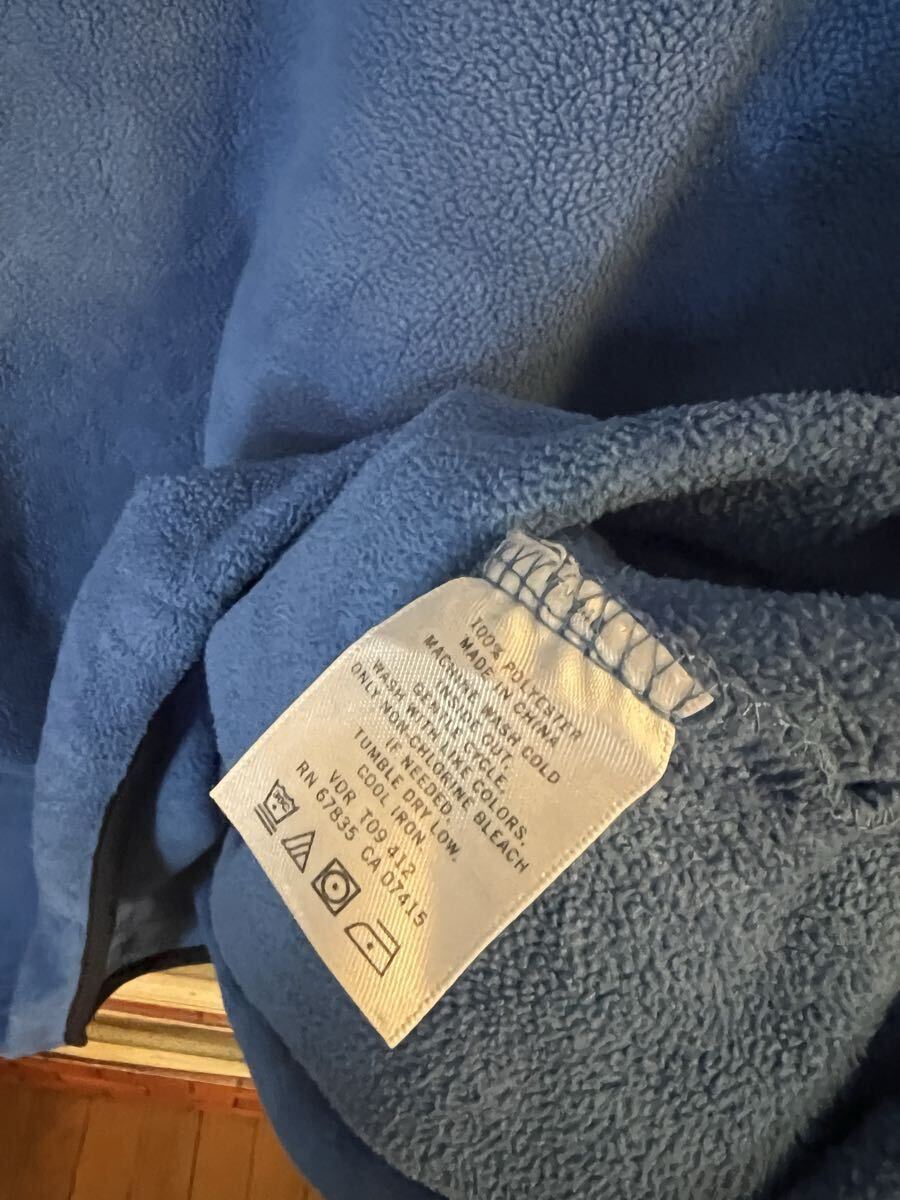 100% POLYESTER
MADE IN CHINA
MACHINE WASH COLD
INSIDE OUT.
GENTLE CYCLE.
WASH WITH LIKE COLORS.
ONLY NON-CHLORINE BLEACH
IF NEEDED.
TUMBLE DRY LOW.
COOL IRON.
VDR T09 412
RN 67835 CA 07415